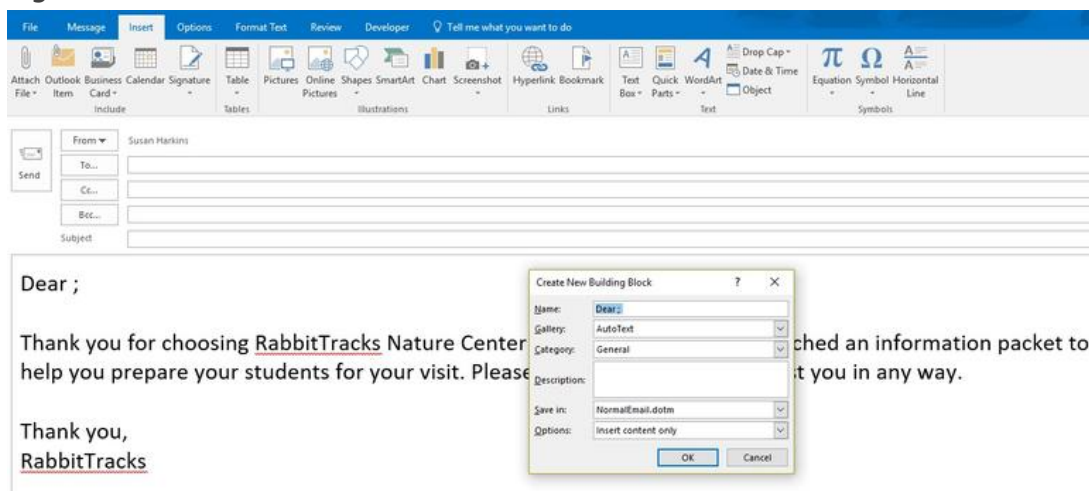 File Message Insert Options Format Text Review Developer Tell me what you want to do
Attach File Outlook Item Business Card Calendar Signature Table Pictures Online Pictures Shapes SmartArt Chart Screenshot Hyperlink Bookmark Text Box Quick Parts WordArt Drop Cap Date & Time Object Equation Symbol Horizontal Line
Include Tables Illustrations Links Text Symbols
From Susan Harkins
To...
Send
Cc...
Bcc...
Subject
Dear ;
Thank you for choosing RabbitTracks Nature Center ched an information packet to
help you prepare your students for your visit. Please t you in any way.
Thank you,
RabbitTracks
Create New Building Block ? ×
Name: Dear ;
Gallery: AutoText
Category: General
Description:
Save in: NormalEmail.dotm
Options: Insert content only
OK Cancel